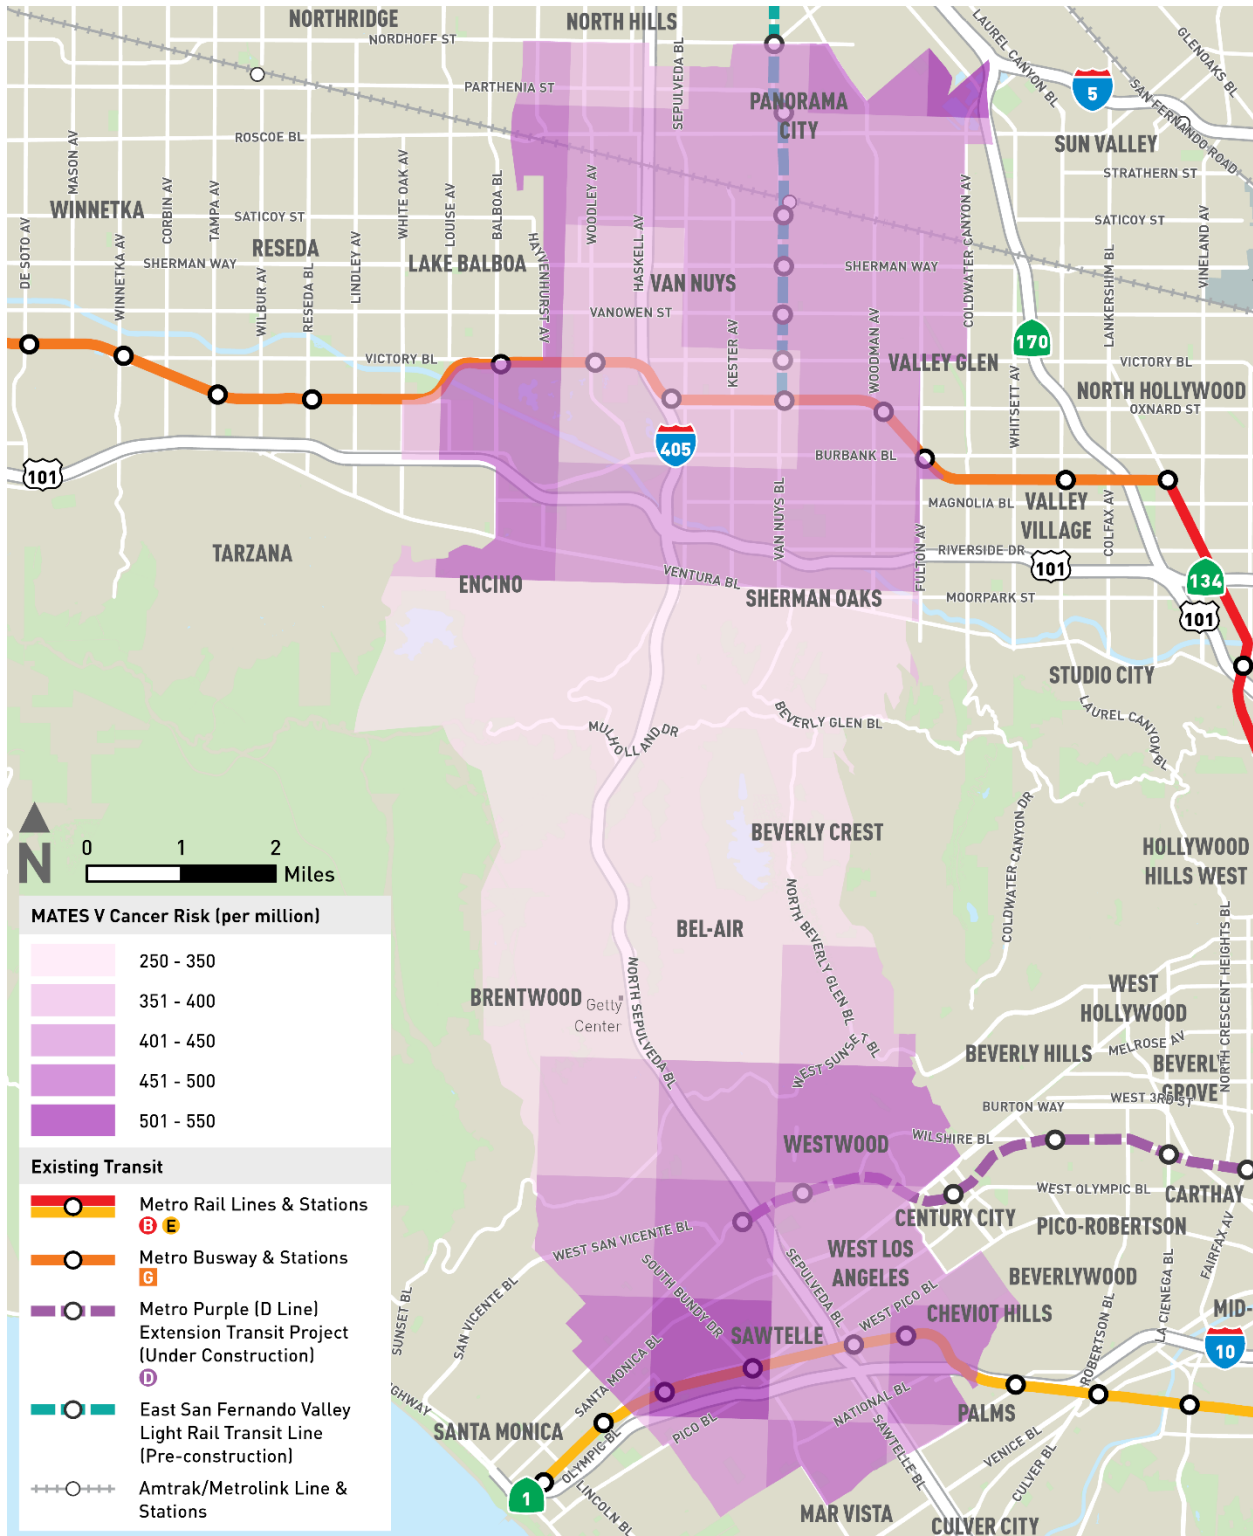 NORTHRIDGE
NORTH HILLS
NORDHOFF ST
SEPULVEDA BL
LAUREL CANYON BL
GLENOAKS BL
PARTHENIA ST
PANORAMA
CITY
5
SAN FERNANDO ROAD
ROSCOE BL
SUN VALLEY
STRATHERN ST
MASON AV
WINNETKA
CORBIN AV
TAMPA AV
SATICOY ST
WHITE OAK AV
LOUISE AV
BALBOA BL
WOODLEY AV
HASKELL AV
COLDWATER CANYON AV
SATICOY ST
VINELAND AV
DE SOTO AV
WINNETKA AV
RESEDA
SHERMAN WAY
WILBUR AV
RESEDA BL
LINDLEY AV
LAKE BALBOA
HAYVENHURST AV
VAN NUYS
SHERMAN WAY
LANKERSHIM BL
VANOWEN ST
VICTORY BL
KESTER AV
WOODMAN AV
VALLEY GLEN
170
VICTORY BL
WHITSETT AV
NORTH HOLLYWOOD
OXNARD ST
405
BURBANK BL
101
MAGNOLIA BL
VALLEY
VILLAGE
COLFAX AV
VAN NUYS BL
TARZANA
RIVERSIDE DR
101
ENCINO
VENTURA BL
FULTON AV
SHERMAN OAKS
MOORPARK ST
134
101
STUDIO CITY
MULHOLLAND DR
BEVERLY GLEN BL
LAUREL CANYON BL
N
0 1 2
Miles
BEVERLY CREST
COLDWATER CANYON DR
HOLLYWOOD
HILLS WEST
NORTH BEVERLY GLEN BL
BEL-AIR
NORTH CRESCENT HEIGHTS BL
BRENTWOOD
Getty
Center
NORTH SEPULVEDA BL
WEST
HOLLYWOOD
WEST SUNSET BL
BEVERLY HILLS
MELROSE AV
BEVERLY
GROVE
WEST 3RD ST
BURTON WAY
WESTWOOD
WILSHIRE BL
WEST OLYMPIC BL
CARTHAY
CENTURY CITY
PICO-ROBERTSON
WEST SAN VICENTE BL
WEST LOS
ANGELES
SEPULVEDA BL
BEVERLYWOOD
FAIRFAX AV
LA CIENEGA BL
SOUTH BUNDY DR
WEST PICO BL
CHEVIOT HILLS
SAWTELLE
MID-
SUNSET BL
SAN VICENTE BL
SANTA MONICA BL
ROBERTSON BL
10
HIGHWAY
SANTA MONICA
OLYMPIC BL
PICO BL
NATIONAL BL
PALMS
SAWTELLE BL
VENICE BL
CULVER BL
1
LINCOLN BL
MAR VISTA
CULVER CITY
MATES V Cancer Risk (per million)
250 - 350
351 - 400
401 - 450
451 - 500
501 - 550
Existing Transit
Metro Rail Lines & Stations
B E
Metro Busway & Stations
G
Metro Purple (D Line)
Extension Transit Project
(Under Construction)
D
East San Fernando Valley
Light Rail Transit Line
(Pre-construction)
Amtrak/Metrolink Line &
Stations